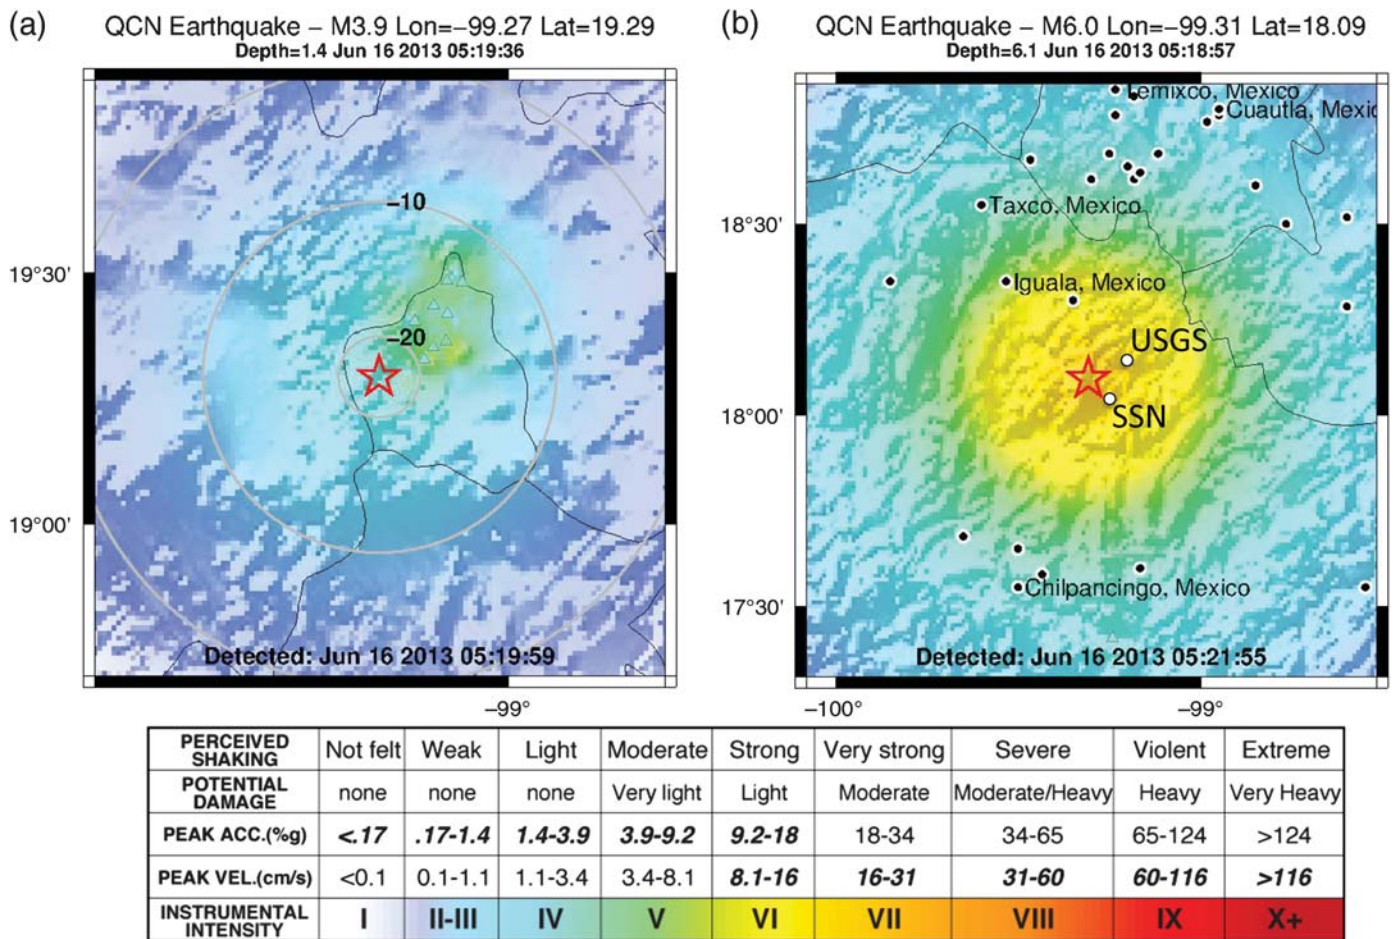 (a)
QCN Earthquake – M3.9 Lon=–99.27 Lat=19.29
Depth=1.4 Jun 16 2013 05:19:36
19°30'
19°00'
–10
–20
Detected: Jun 16 2013 05:19:59
–99°
(b)
QCN Earthquake – M6.0 Lon=–99.31 Lat=18.09
Depth=6.1 Jun 16 2013 05:18:57
Temixco, Mexico
Cuautla, Mexic
18°30'
Taxco, Mexico
Iguala, Mexico
USGS
18°00'
SSN
17°30'
Chilpancingo, Mexico
Detected: Jun 16 2013 05:21:55
–100°
–99°
PERCEIVED SHAKING Not felt Weak Light Moderate Strong Very strong Severe Violent Extreme
POTENTIAL DAMAGE none none none Very light Light Moderate Moderate/Heavy Heavy Very Heavy
PEAK ACC.(%g) <.17 .17-1.4 1.4-3.9 3.9-9.2 9.2-18 18-34 34-65 65-124 >124
PEAK VEL.(cm/s) <0.1 0.1-1.1 1.1-3.4 3.4-8.1 8.1-16 16-31 31-60 60-116 >116
INSTRUMENTAL INTENSITY I II-III IV V VI VII VIII IX X+